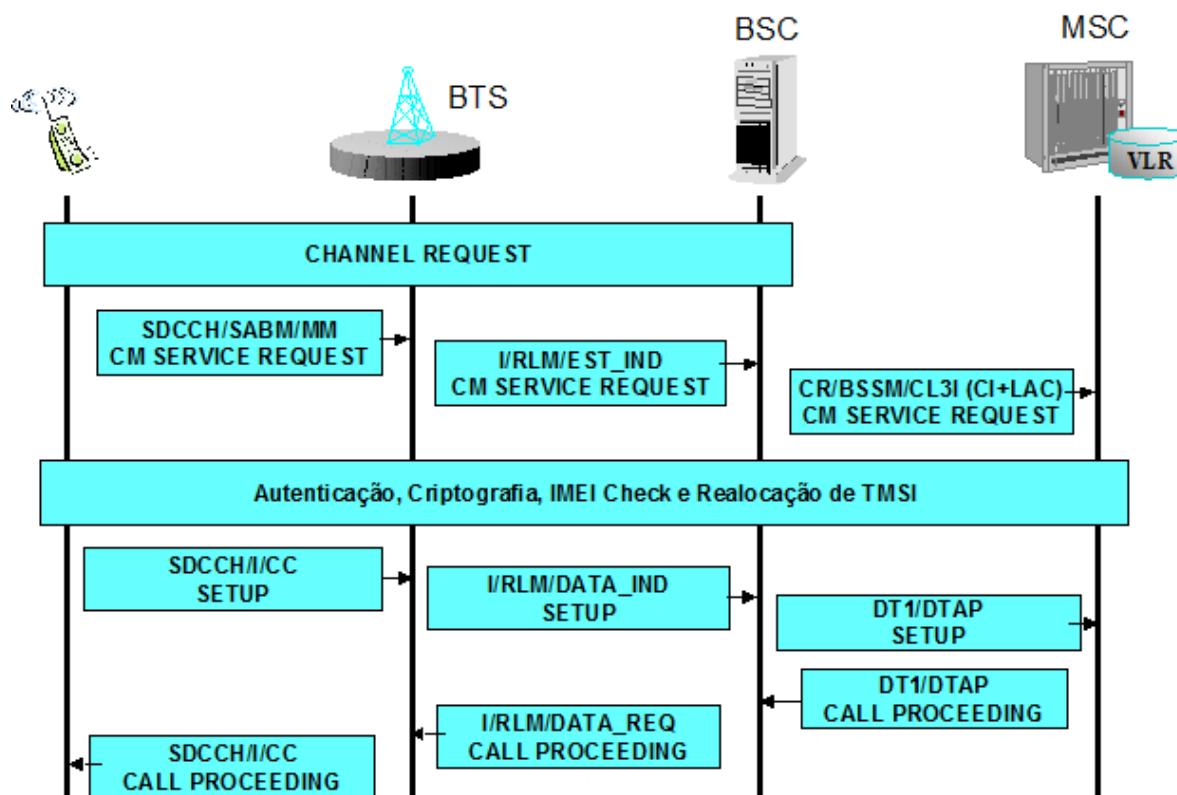 BSC
MSC
BTS
VLR
CHANNEL REQUEST
SDCCH/SABM/MM
CM SERVICE REQUEST
I/RLM/EST_IND
CM SERVICE REQUEST
CR/BSSM/CL3I (CI+LAC)
CM SERVICE REQUEST
Autenticação, Criptografia, IMEI Check e Realocação de TMSI
SDCCH/I/CC
SETUP
I/RLM/DATA_IND
SETUP
DT1/DTAP
SETUP
DT1/DTAP
CALL PROCEEDING
I/RLM/DATA_REQ
CALL PROCEEDING
SDCCH/I/CC
CALL PROCEEDING